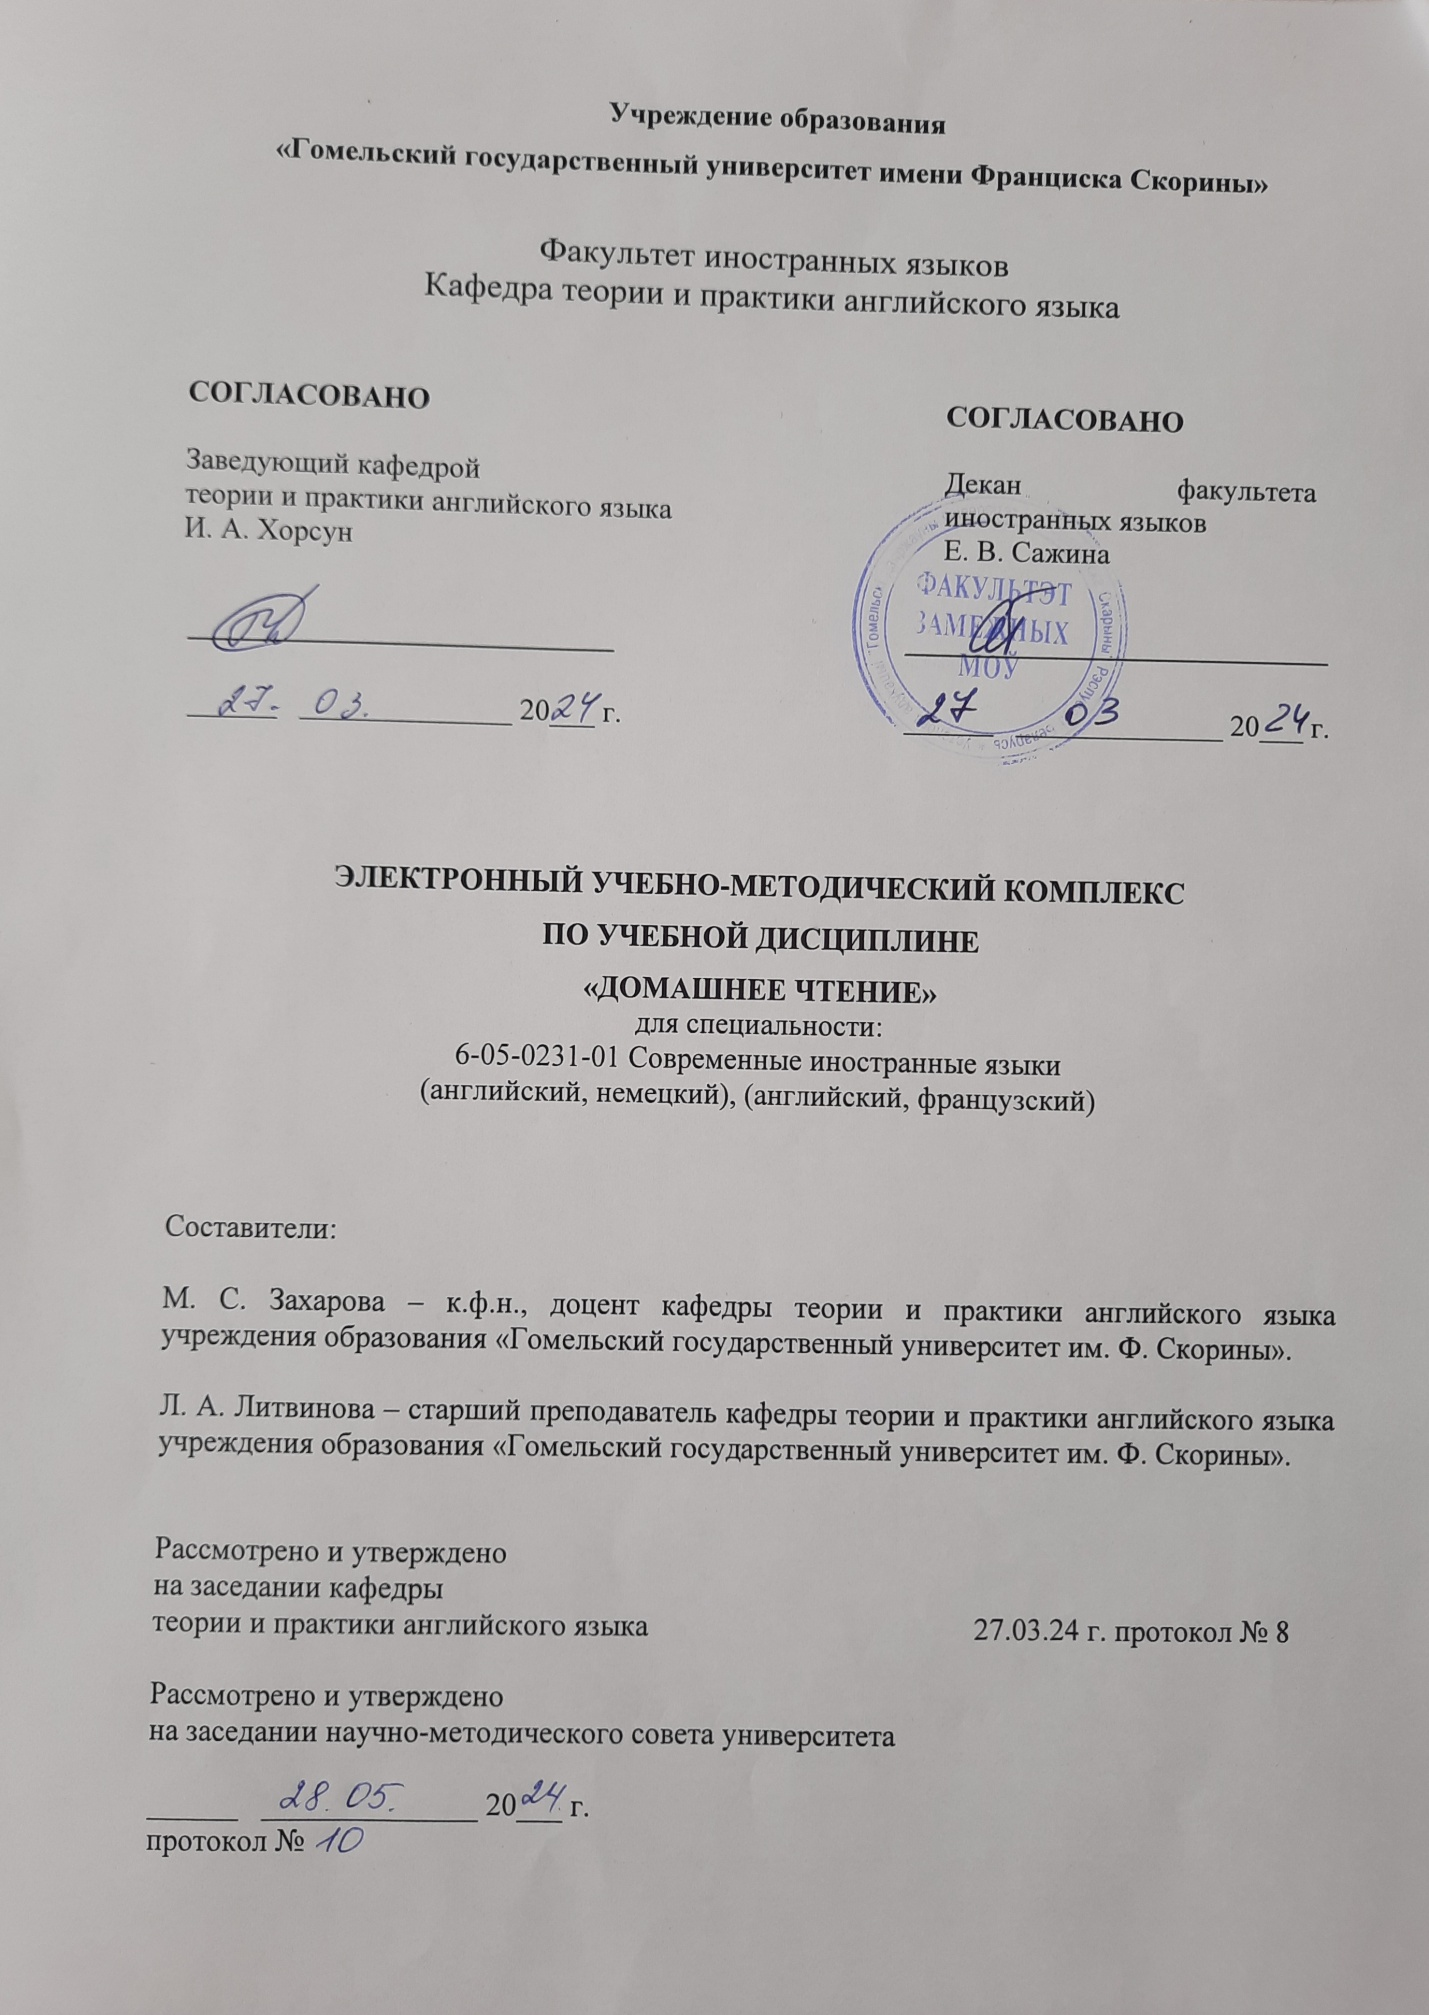 Учреждение образования
«Гомельский государственный университет имени Франциска Скорины»
Факультет иностранных языков
Кафедра теории и практики английского языка
СОГЛАСОВАНО
Заведующий кафедрой
теории и практики английского языка
И. А. Хорсун
27. 03. 2024 г.
СОГЛАСОВАНО
Декан факультета
иностранных языков
Е. В. Сажина
ФАКУЛЬТЭТ
ЗАМЕЖНЫХ
МОЎ
27 03 2024 г.
ЭЛЕКТРОННЫЙ УЧЕБНО-МЕТОДИЧЕСКИЙ КОМПЛЕКС
ПО УЧЕБНОЙ ДИСЦИПЛИНЕ
«ДОМАШНЕЕ ЧТЕНИЕ»
для специальности:
6-05-0231-01 Современные иностранные языки
(английский, немецкий), (английский, французский)
Составители:
М. С. Захарова – к.ф.н., доцент кафедры теории и практики английского языка
учреждения образования «Гомельский государственный университет им. Ф. Скорины».
Л. А. Литвинова – старший преподаватель кафедры теории и практики английского языка
учреждения образования «Гомельский государственный университет им. Ф. Скорины».
Рассмотрено и утверждено
на заседании кафедры
теории и практики английского языка 27.03.24 г. протокол № 8
Рассмотрено и утверждено
на заседании научно-методического совета университета
28. 05. 2024 г.
протокол № 10